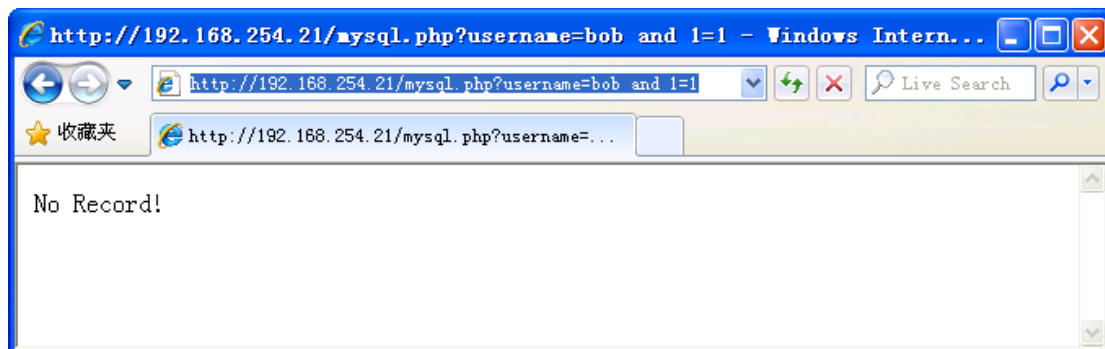 http://192.168.254.21/mysql.php?username=bob and 1=1 - Windows Intern...
http://192.168.254.21/mysql.php?username=bob and 1=1
Live Search
收藏夹
http://192.168.254.21/mysql.php?username=...
No Record!